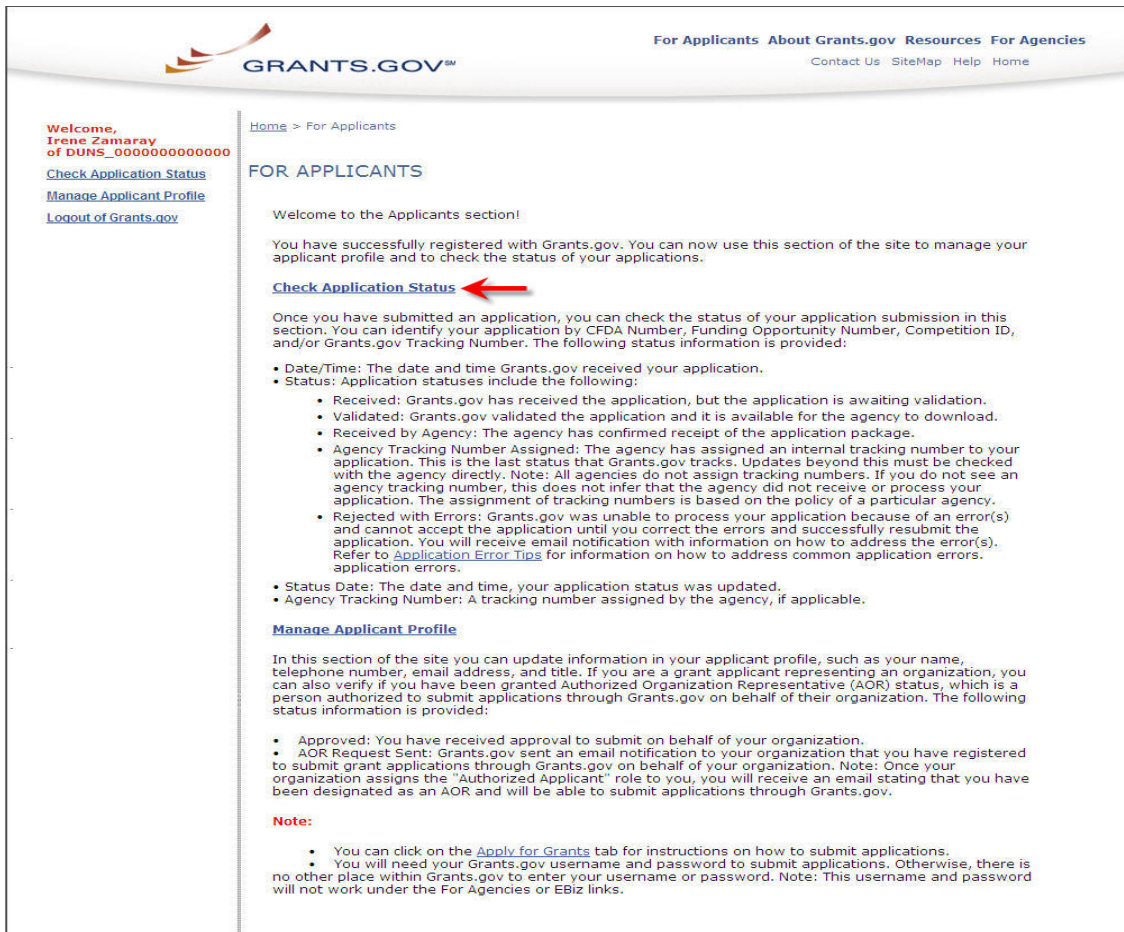 For Applicants About Grants.gov Resources For Agencies
GRANTS.GOV℠
Contact Us SiteMap Help Home
Welcome,
Irene Zamaray
of DUNS_0000000000000
Check Application Status
Manage Applicant Profile
Logout of Grants.gov
Home > For Applicants
FOR APPLICANTS
Welcome to the Applicants section!
You have successfully registered with Grants.gov. You can now use this section of the site to manage your
applicant profile and to check the status of your applications.
Check Application Status
Once you have submitted an application, you can check the status of your application submission in this
section. You can identify your application by CFDA Number, Funding Opportunity Number, Competition ID,
and/or Grants.gov Tracking Number. The following status information is provided:
• Date/Time: The date and time Grants.gov received your application.
• Status: Application statuses include the following:
• Received: Grants.gov has received the application, but the application is awaiting validation.
• Validated: Grants.gov validated the application and it is available for the agency to download.
• Received by Agency: The agency has confirmed receipt of the application package.
• Agency Tracking Number Assigned: The agency has assigned an internal tracking number to your
application. This is the last status that Grants.gov tracks. Updates beyond this must be checked
with the agency directly. Note: All agencies do not assign tracking numbers. If you do not see an
agency tracking number, this does not infer that the agency did not receive or process your
application. The assignment of tracking numbers is based on the policy of a particular agency.
• Rejected with Errors: Grants.gov was unable to process your application because of an error(s)
and cannot accept the application until you correct the errors and successfully resubmit the
application. You will receive email notification with information on how to address the error(s).
Refer to Application Error Tips for information on how to address common application errors.
application errors.
• Status Date: The date and time, your application status was updated.
• Agency Tracking Number: A tracking number assigned by the agency, if applicable.
Manage Applicant Profile
In this section of the site you can update information in your applicant profile, such as your name,
telephone number, email address, and title. If you are a grant applicant representing an organization, you
can also verify if you have been granted Authorized Organization Representative (AOR) status, which is a
person authorized to submit applications through Grants.gov on behalf of their organization. The following
status information is provided:
• Approved: You have received approval to submit on behalf of your organization.
• AOR Request Sent: Grants.gov sent an email notification to your organization that you have registered
to submit grant applications through Grants.gov on behalf of your organization. Note: Once your
organization assigns the "Authorized Applicant" role to you, you will receive an email stating that you have
been designated as an AOR and will be able to submit applications through Grants.gov.
Note:
• You can click on the Apply for Grants tab for instructions on how to submit applications.
• You will need your Grants.gov username and password to submit applications. Otherwise, there is
no other place within Grants.gov to enter your username or password. Note: This username and password
will not work under the For Agencies or EBiz links.